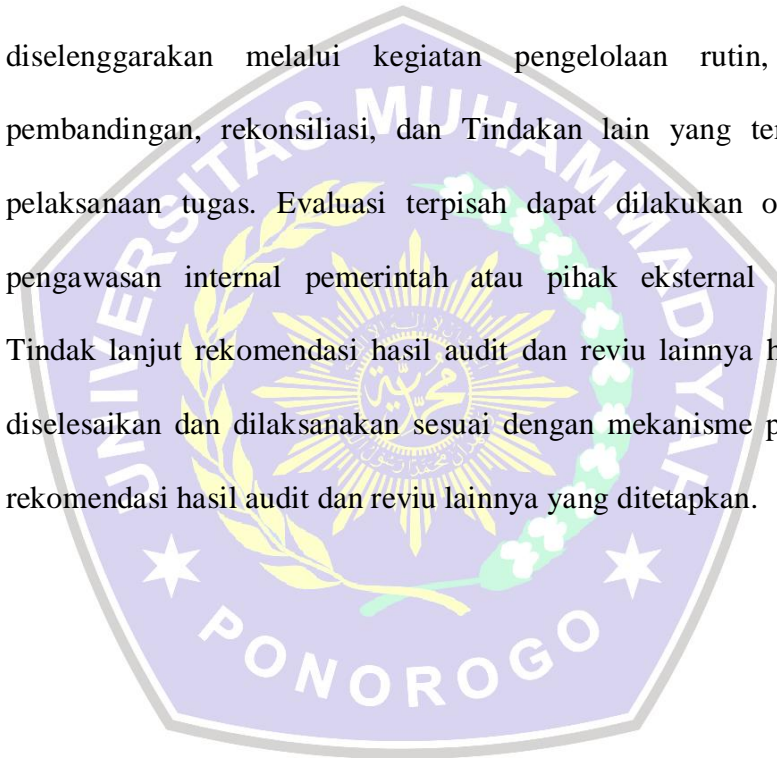 diselenggarakan melalui kegiatan pengelolaan rutin,
pembandingan, rekonsiliasi, dan Tindakan lain yang
pelaksanaan tugas. Evaluasi terpisah dapat dilakukan
pengawasan internal pemerintah atau pihak eksternal
Tindak lanjut rekomendasi hasil audit dan reviu lainnya
diselesaikan dan dilaksanakan sesuai dengan mekanisme
rekomendasi hasil audit dan reviu lainnya yang ditetapkan.
UNIVERSITAS MUHAMMADIYAH
PONOROGO